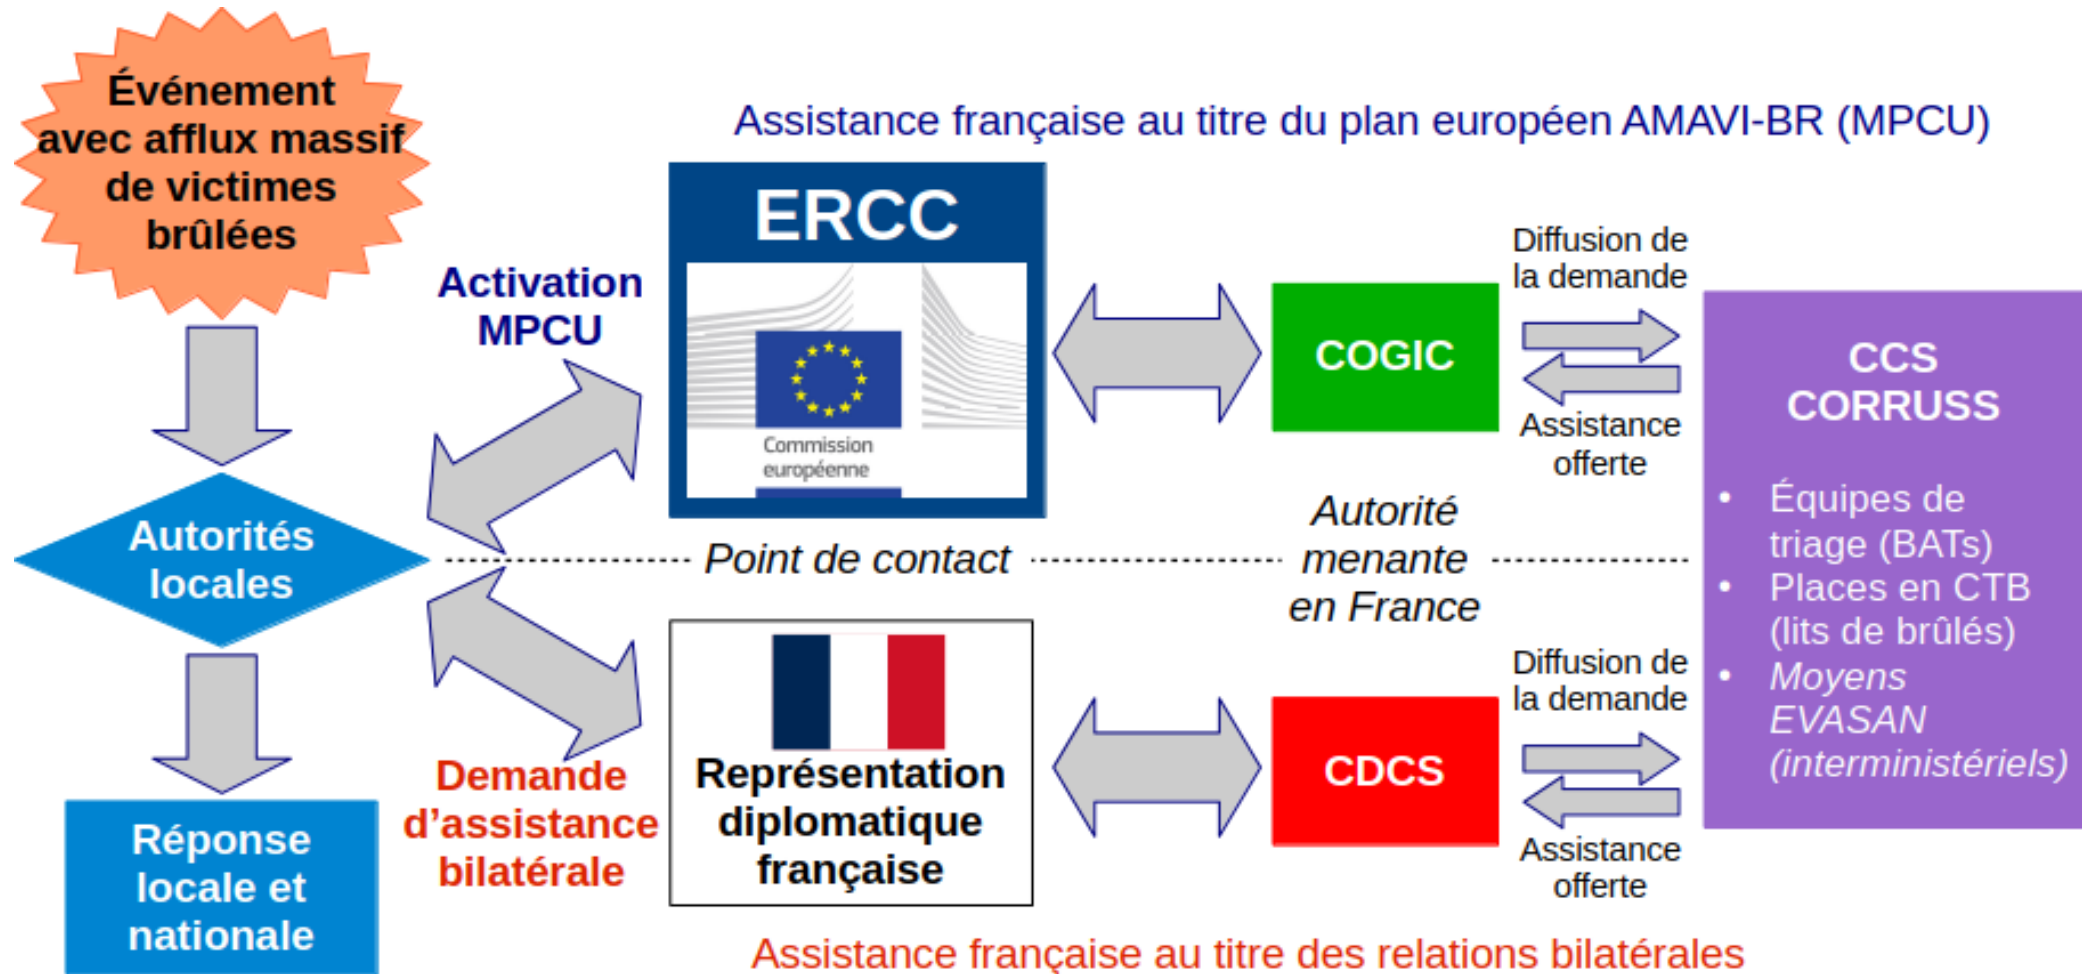 Événement
avec afflux massif
de victimes
brûlées
Assistance française au titre du plan européen AMAVI-BR (MPCU)
Activation
MPCU
ERCC
Commission
européenne
COGIC
Diffusion de
la demande
Assistance
offerte
CCS
CORRUSS
• Équipes de
triage (BATs)
• Places en CTB
(lits de brûlés)
• Moyens
EVASAN
(interministériels)
Autorités
locales
Point de contact
Autorité
menante
en France
Demande
d’assistance
bilatérale
Représentation
diplomatique
française
CDCS
Diffusion de
la demande
Assistance
offerte
Réponse
locale et
nationale
Assistance française au titre des relations bilatérales